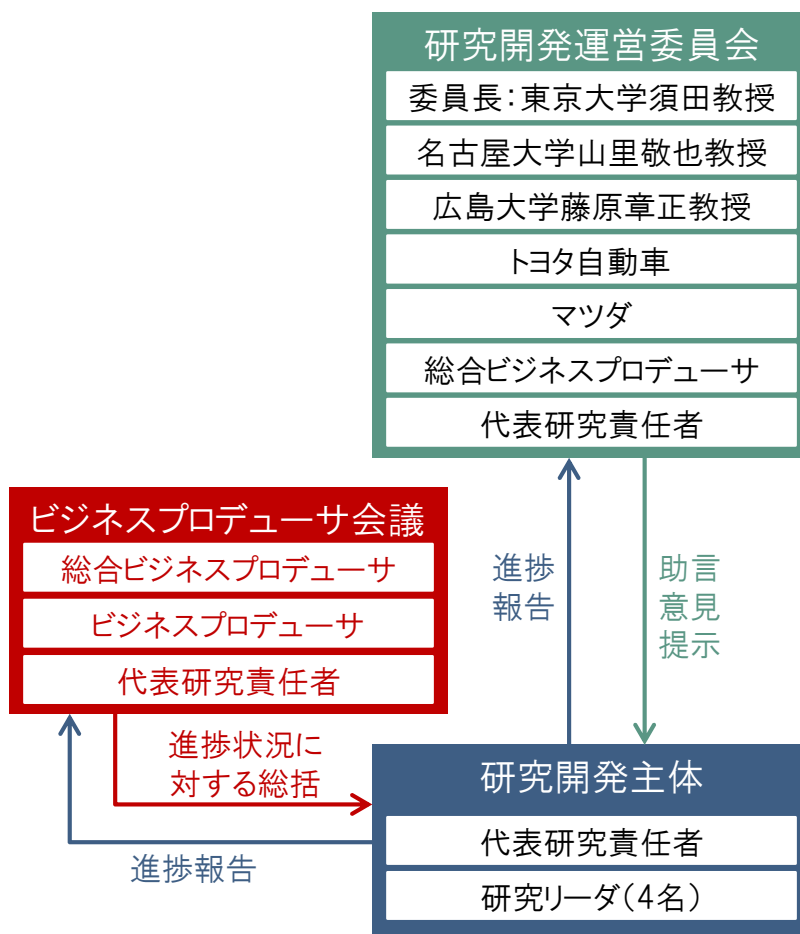 研究開発運営委員会
委員長：東京大学須田教授
名古屋大学山里敬也教授
広島大学藤原章正教授
トヨタ自動車
マツダ
総合ビジネスプロデューサ
代表研究責任者
ビジネスプロデューサ会議
総合ビジネスプロデューサ
ビジネスプロデューサ
代表研究責任者
進捗
報告
助言
意見
提示
進捗状況に
対する総括
進捗報告
研究開発主体
代表研究責任者
研究リーダ（4名）